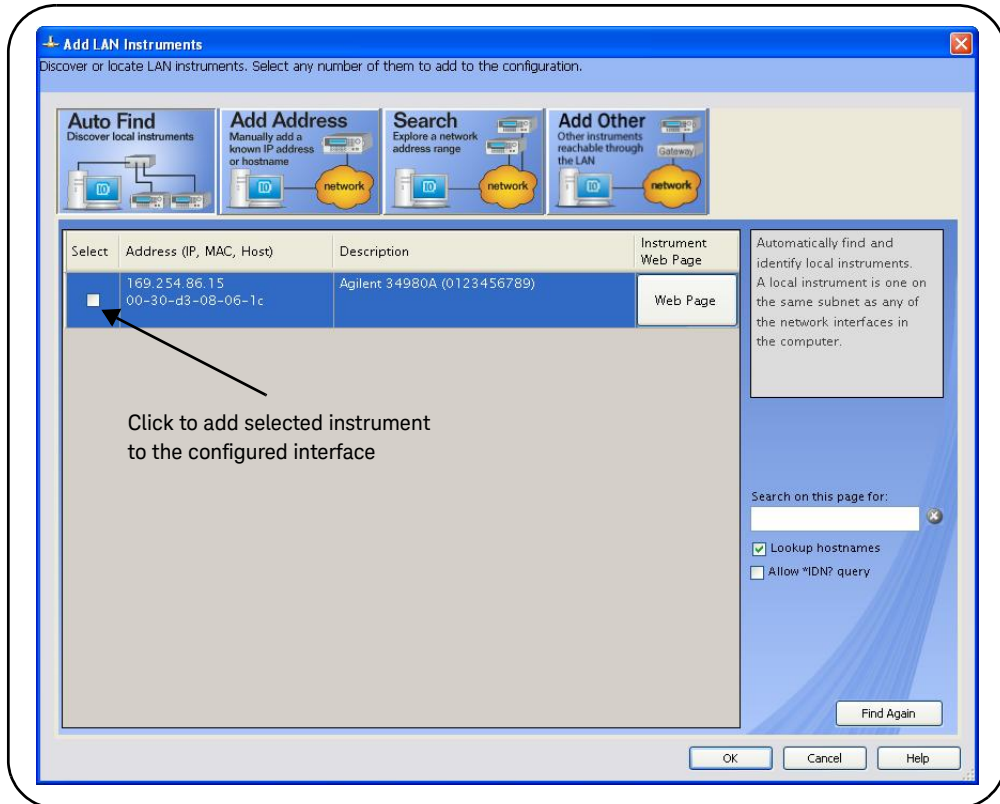 Add LAN Instruments
Discover or locate LAN instruments. Select any number of them to add to the configuration.
Auto Find
Discover local instruments
IO
Add Address
Manually add a
known IP address
or hostname
IO
network
Search
Explore a network
address range
IO
network
Add Other
Other instruments
reachable through
the LAN
Gateway
IO
network
Select
Address (IP, MAC, Host)
Description
Instrument
Web Page
169.254.86.15
00-30-d3-08-06-1c
Agilent 34980A (0123456789)
Web Page
Click to add selected instrument
to the configured interface
Automatically find and
identify local instruments.
A local instrument is one on
the same subnet as any of
the network interfaces in
the computer.
Search on this page for:
Lookup hostnames
Allow *IDN? query
Find Again
OK
Cancel
Help